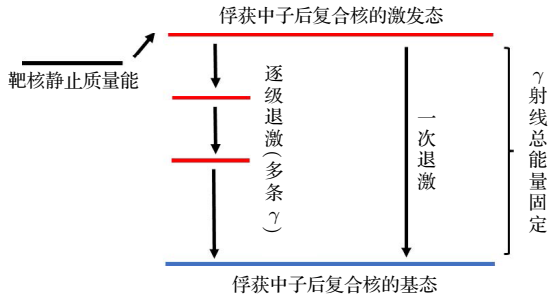 俘获中子后复合核的激发态
靶核静止质量能
逐级退激(多条 γ)
一次退激
γ射线总能量固定
俘获中子后复合核的基态